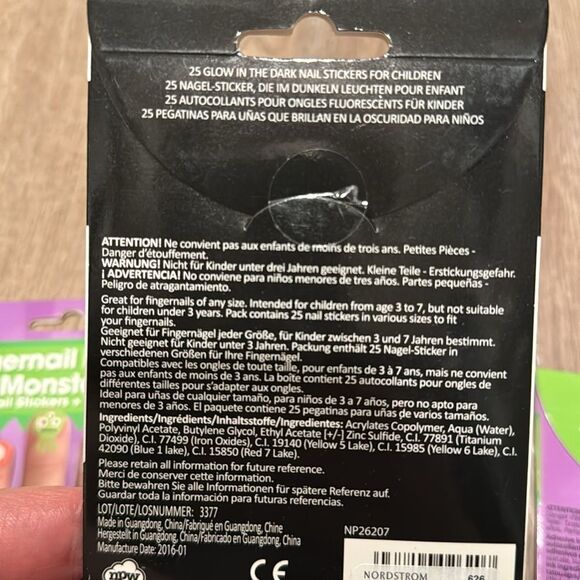 25 GLOW IN THE DARK NAIL STICKERS FOR CHILDREN
25 NAGEL-STICKER, DIE IM DUNKELN LEUCHTEN POUR ENFANT
25 AUTOCOLLANTS POUR ONGLES FLUORESCENTS FÜR KINDER
25 PEGATINAS PARA UÑAS QUE BRILLAN EN LA OSCURIDAD PARA NIÑOS
ATTENTION! Ne convient pas aux enfants de moins de trois ans. Petites Pièces -
Danger d'étouffement.
WARNUNG! Nicht für Kinder unter drei Jahren geeignet. Kleine Teile - Erstickungsgefahr.
¡ ADVERTENCIA! No conviene para niños menores de tres años. Partes pequeñas -
Peligro de atragantamiento.
Great for fingernails of any size. Intended for children from age 3 to 7, but not suitable
for children under 3 years. Pack contains 25 nail stickers in various sizes to fit
your fingernails.
Geeignet für Fingernägel jeder Größe, für Kinder zwischen 3 und 7 Jahren bestimmt.
Nicht geeignet für Kinder unter 3 Jahren. Packung enthält 25 Nagel-Sticker in
verschiedenen Größen für Ihre Fingernägel.
Compatibles avec les ongles de toute taille, pour enfants de 3 à 7 ans, mais ne convient
pas aux enfants de moins de 3 ans. La boîte contient 25 autocollants pour ongles de
différentes tailles pour s'adapter aux ongles.
Ideal para uñas de cualquier tamaño, para niños de 3 a 7 años, pero no apto para
menores de 3 años. El paquete contiene 25 pegatinas para uñas de varios tamaños.
Ingredients/Ingrédients/Inhaltsstoffe/Ingredientes: Acrylates Copolymer, Aqua (Water),
Polyvinyl Acetate, Butylene Glycol, Ethyl Acetate [+/-] Zinc Sulfide, C.I. 77891 (Titanium
Dioxide), C.I. 77499 (Iron Oxides), C.I. 19140 (Yellow 5 Lake), C.I. 15985 (Yellow 6 Lake), C.I.
42090 (Blue 1 lake), C.I. 15850 (Red 7 Lake).
Please retain all information for future reference.
Merci de conserver cette information.
Bitte bewahren Sie alle Informationen für spätere Referenz auf.
Guardar toda la información para futuras referencias.
LOT/LOTE/LOSNUMMER: 3377
Made in Guangdong, China/Fabriqué en Guangdong, Chine
Hergestellt in Guangdong, China/Fabricado en Guangdong, China
Manufacture Date: 2016-01
NP26207
npw
CE
NORDSTROM 626
ernail
Monst
ail Stickers +